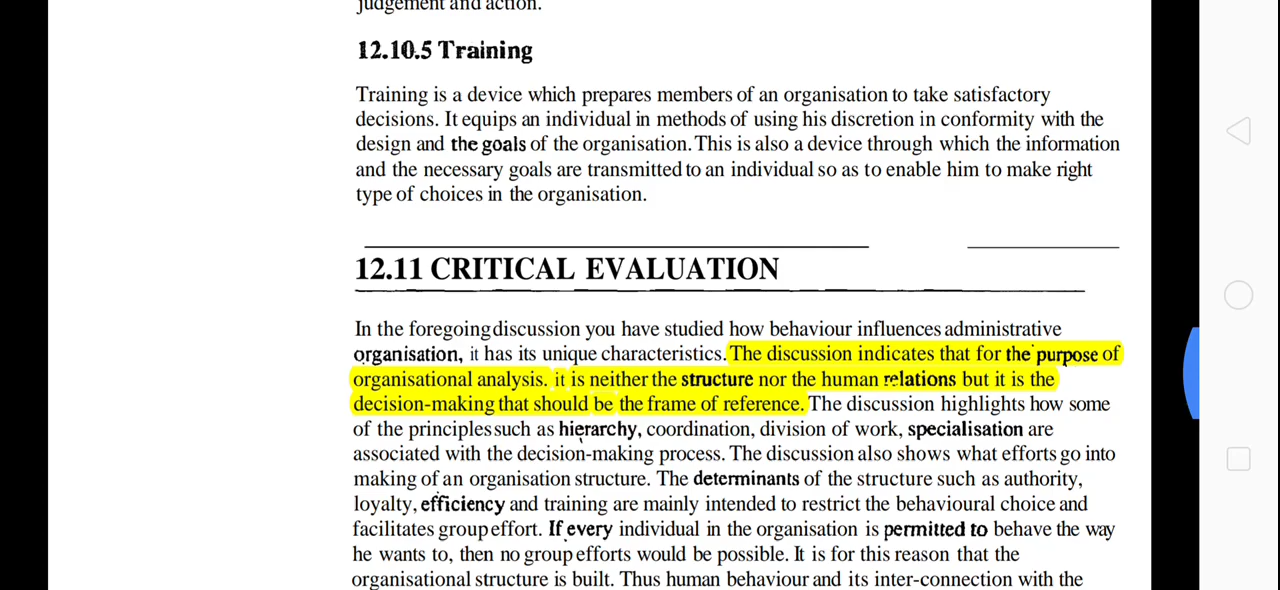 judgement and action.
12.10.5 Training
Training is a device which prepares members of an organisation to take satisfactory
decisions. It equips an individual in methods of using his discretion in conformity with the
design and the goals of the organisation. This is also a device through which the information
and the necessary goals are transmitted to an individual so as to enable him to make right
type of choices in the organisation.
12.11 CRITICAL EVALUATION
In the foregoing discussion you have studied how behaviour influences administrative
organisation, it has its unique characteristics. The discussion indicates that for the purpose of
organisational analysis. it is neither the structure nor the human relations but it is the
decision-making that should be the frame of reference. The discussion highlights how some
of the principles such as hierarchy, coordination, division of work, specialisation are
associated with the decision-making process. The discussion also shows what efforts go into
making of an organisation structure. The determinants of the structure such as authority,
loyalty, efficiency and training are mainly intended to restrict the behavioural choice and
facilitates group effort. If every individual in the organisation is permitted to behave the way
he wants to, then no group efforts would be possible. It is for this reason that the
organisational structure is built. Thus human behaviour and its inter-connection with the